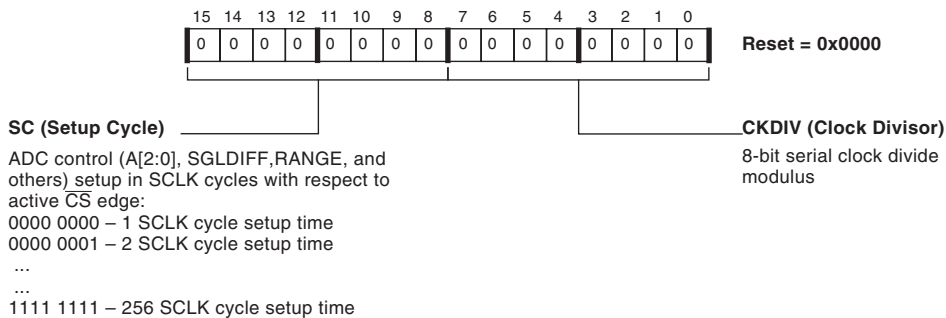 15 14 13 12 11 10 9 8 7 6 5 4 3 2 1 0
0 0 0 0 0 0 0 0 0 0 0 0 0 0 0 0
Reset = 0x0000
SC (Setup Cycle)
ADC control (A[2:0], SGLDIFF,RANGE, and
others) setup in SCLK cycles with respect to
active CS edge:
0000 0000 – 1 SCLK cycle setup time
0000 0001 – 2 SCLK cycle setup time
...
...
1111 1111 – 256 SCLK cycle setup time
CKDIV (Clock Divisor)
8-bit serial clock divide
modulus